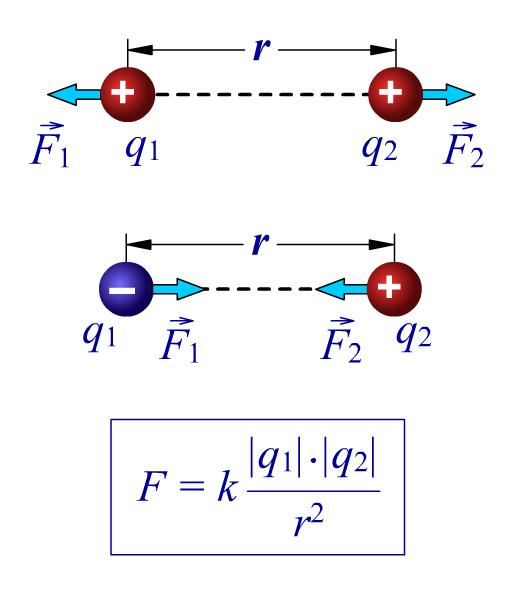 r
+ +
F⃗₁ q₁ q₂ F⃗₂
r
− +
q₁ F⃗₁ F⃗₂ q₂
F = k |q₁|·|q₂| / r²